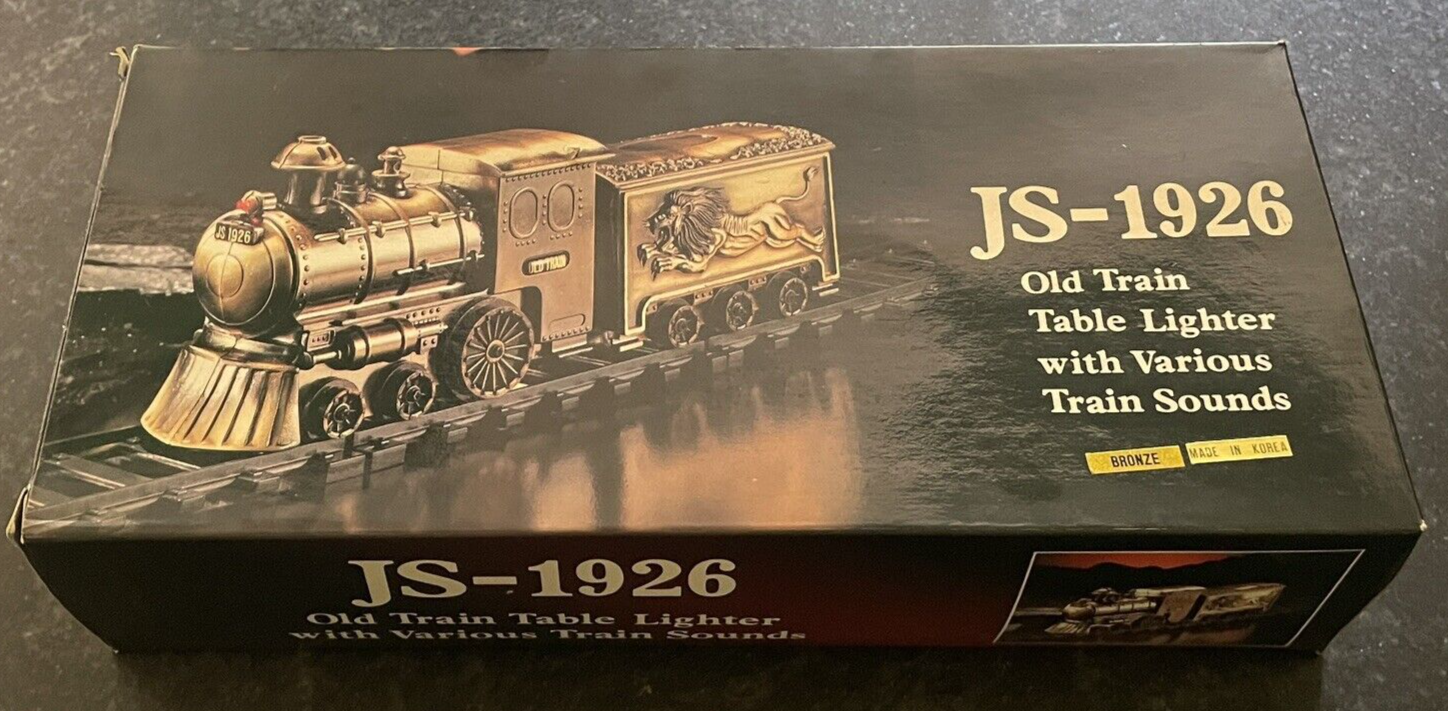 JS 1926
OLD TRAIN
JS-1926
Old Train
Table Lighter
with Various
Train Sounds
BRONZE
MADE IN KOREA
JS-1926
Old Train Table Lighter
with Various Train Sounds